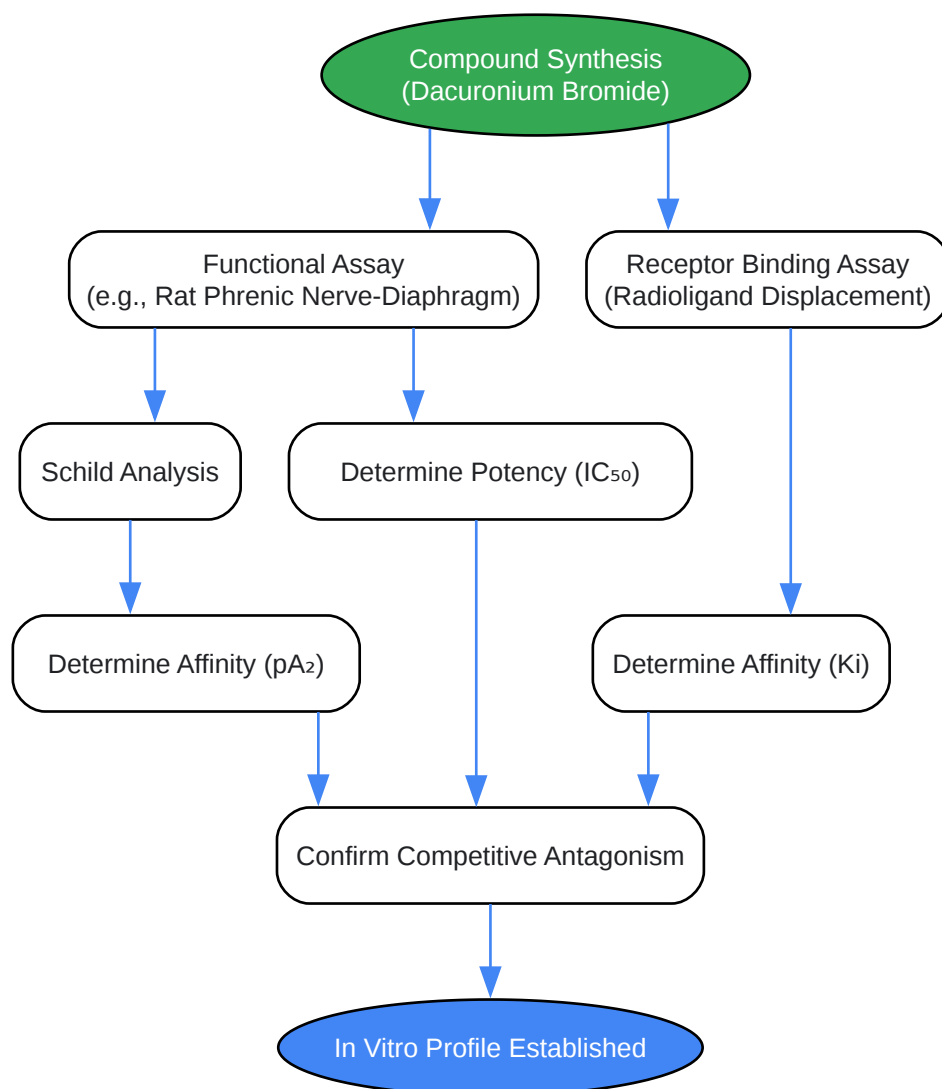 Compound Synthesis
(Dacuronium Bromide)
Functional Assay
(e.g., Rat Phrenic Nerve-Diaphragm)
Receptor Binding Assay
(Radioligand Displacement)
Schild Analysis
Determine Potency (IC₅₀)
Determine Affinity (pA₂)
Determine Affinity (Ki)
Confirm Competitive Antagonism
In Vitro Profile Established